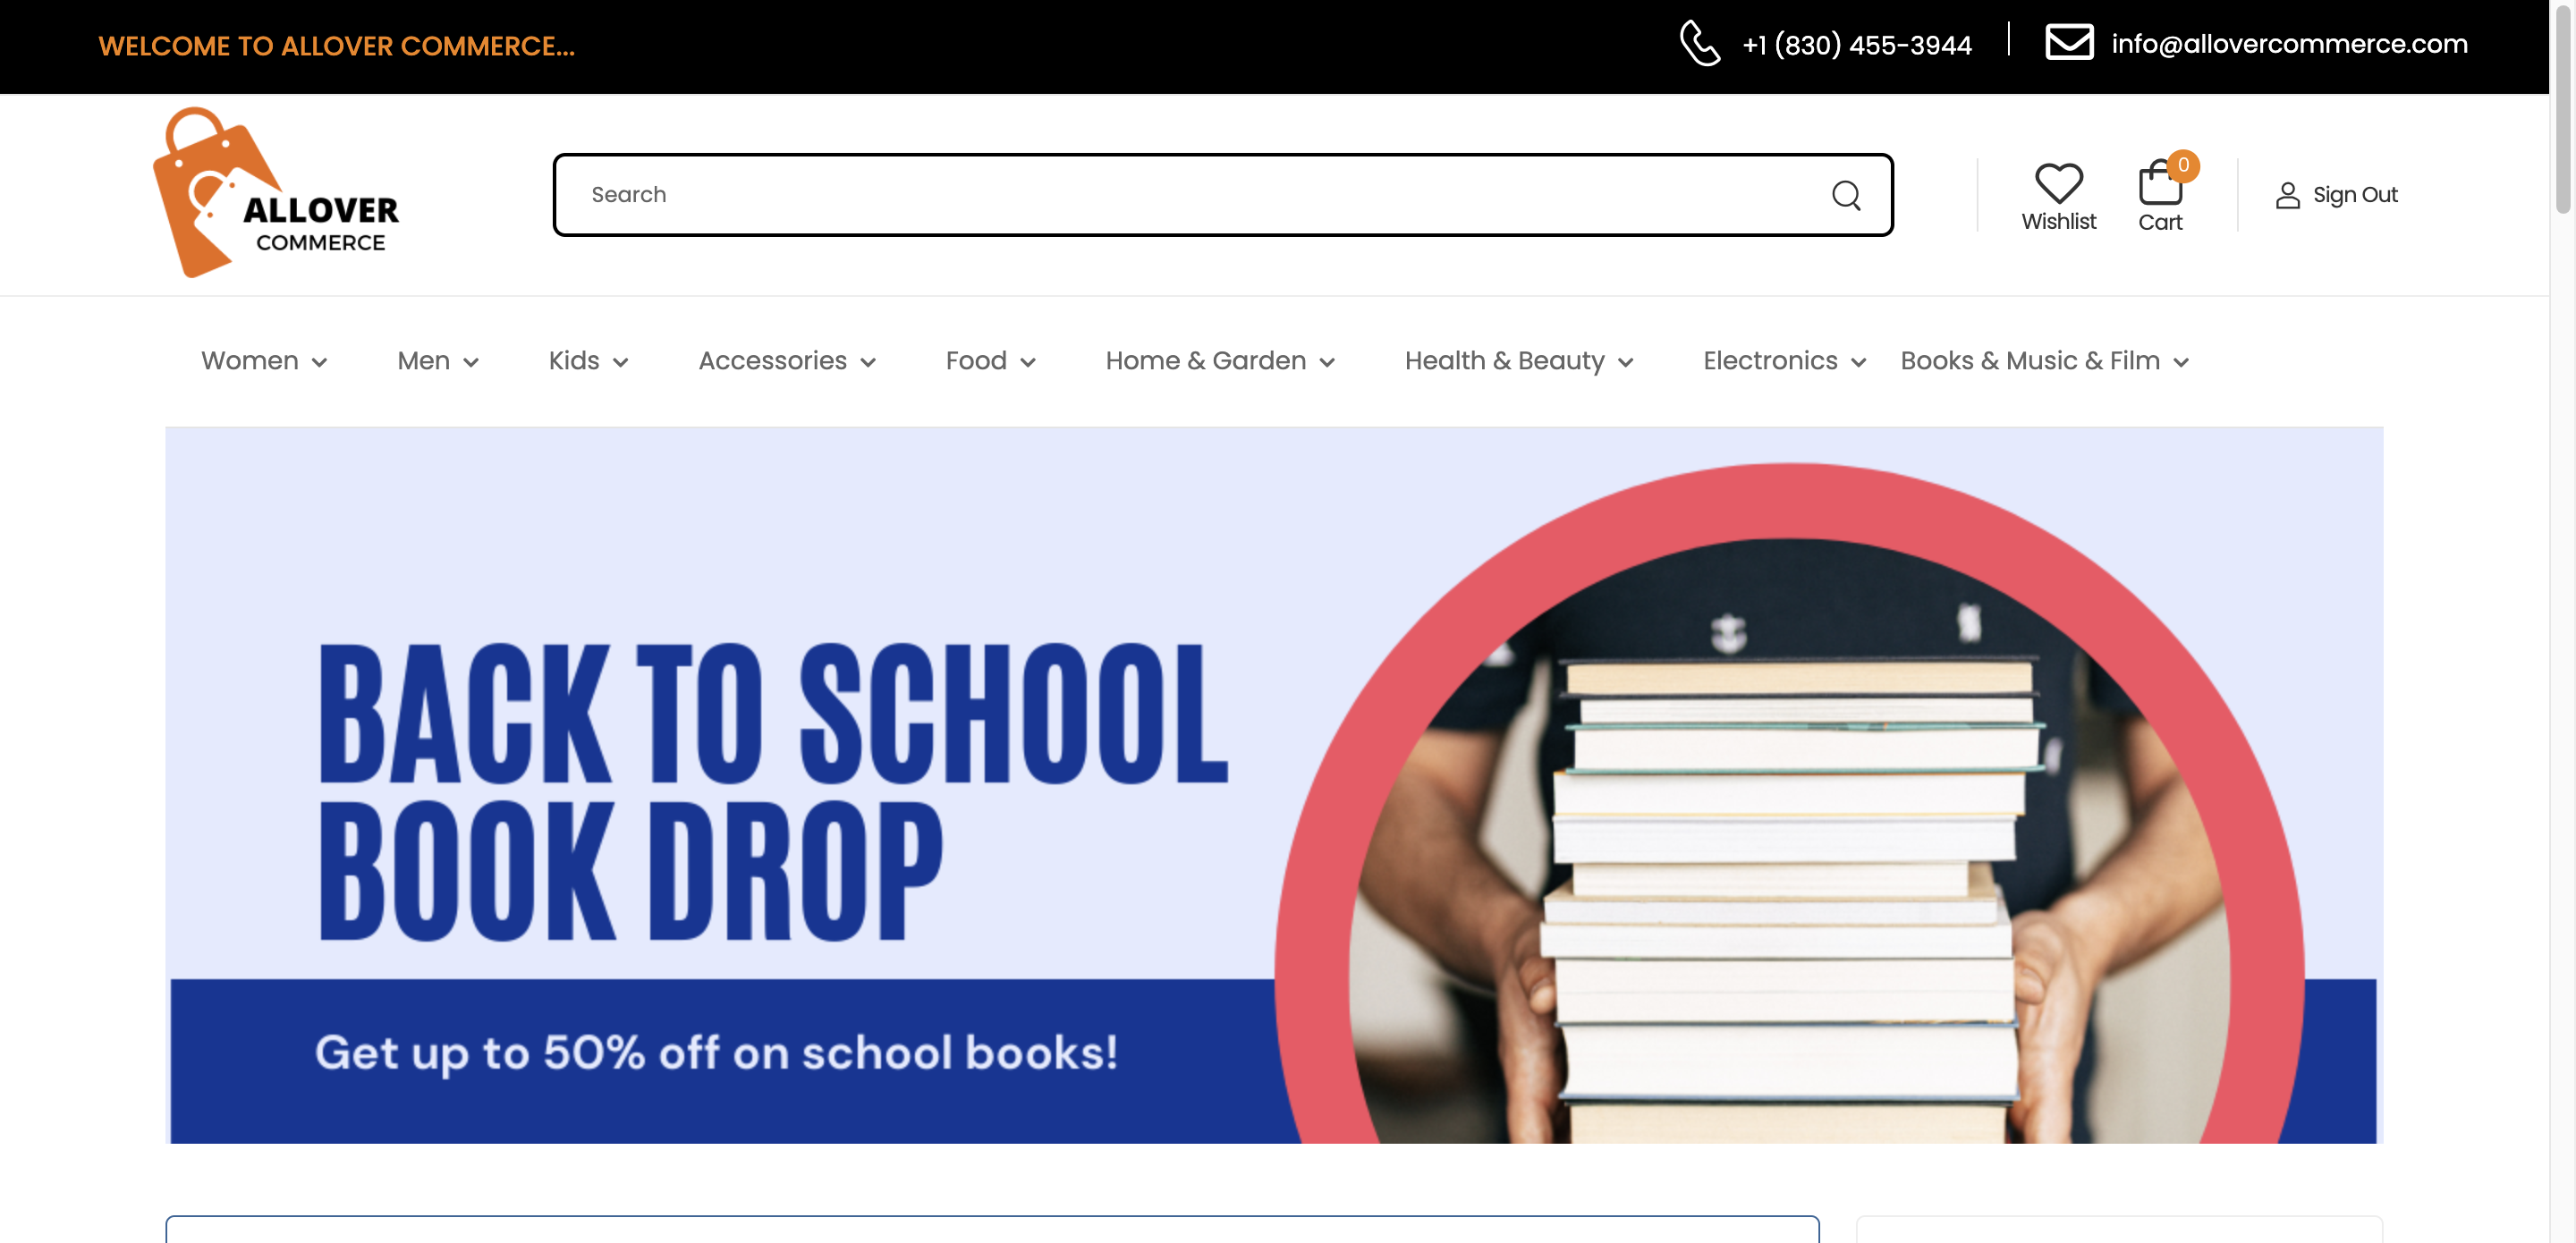 WELCOME TO ALLOVER COMMERCE...
+1 (830) 455-3944
info@allovercommerce.com
ALLOVER
COMMERCE
Search
Wishlist
0
Cart
Sign Out
Women
Men
Kids
Accessories
Food
Home & Garden
Health & Beauty
Electronics
Books & Music & Film
BACK TO SCHOOL
BOOK DROP
Get up to 50% off on school books!